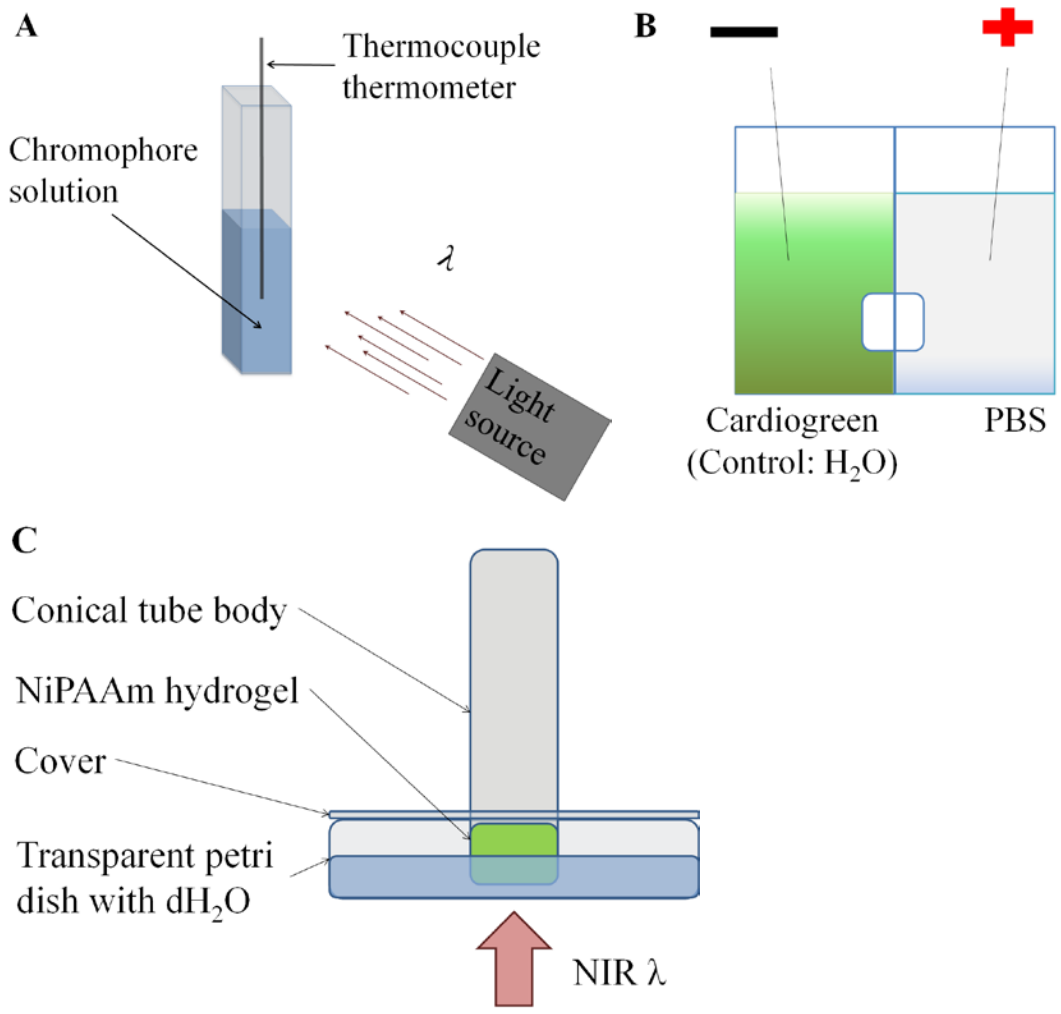 A
Thermocouple
thermometer
Chromophore
solution
λ
Light
source
B
Cardiogreen
(Control: H₂O)
PBS
C
Conical tube body
NiPAAm hydrogel
Cover
Transparent petri
dish with dH₂O
NIR λ